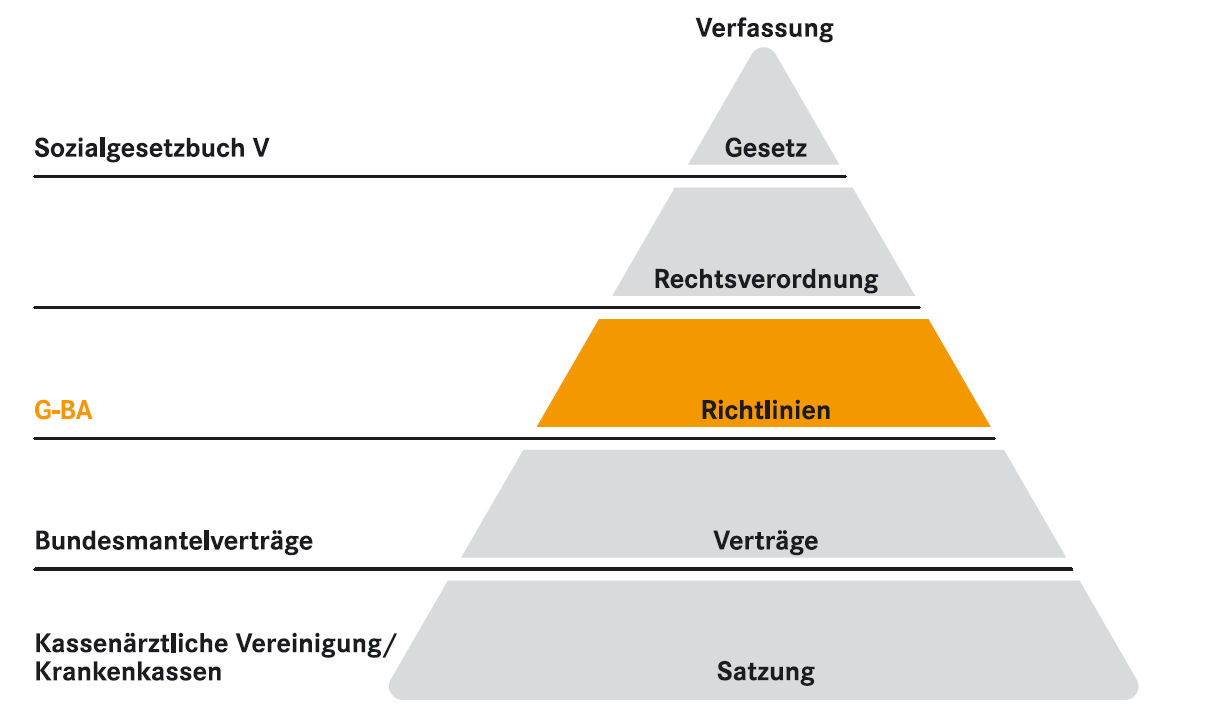 Verfassung
Sozialgesetzbuch V
Gesetz
Rechtsverordnung
G-BA
Richtlinien
Bundesmantelverträge
Verträge
Kassenärztliche Vereinigung/
Krankenkassen
Satzung